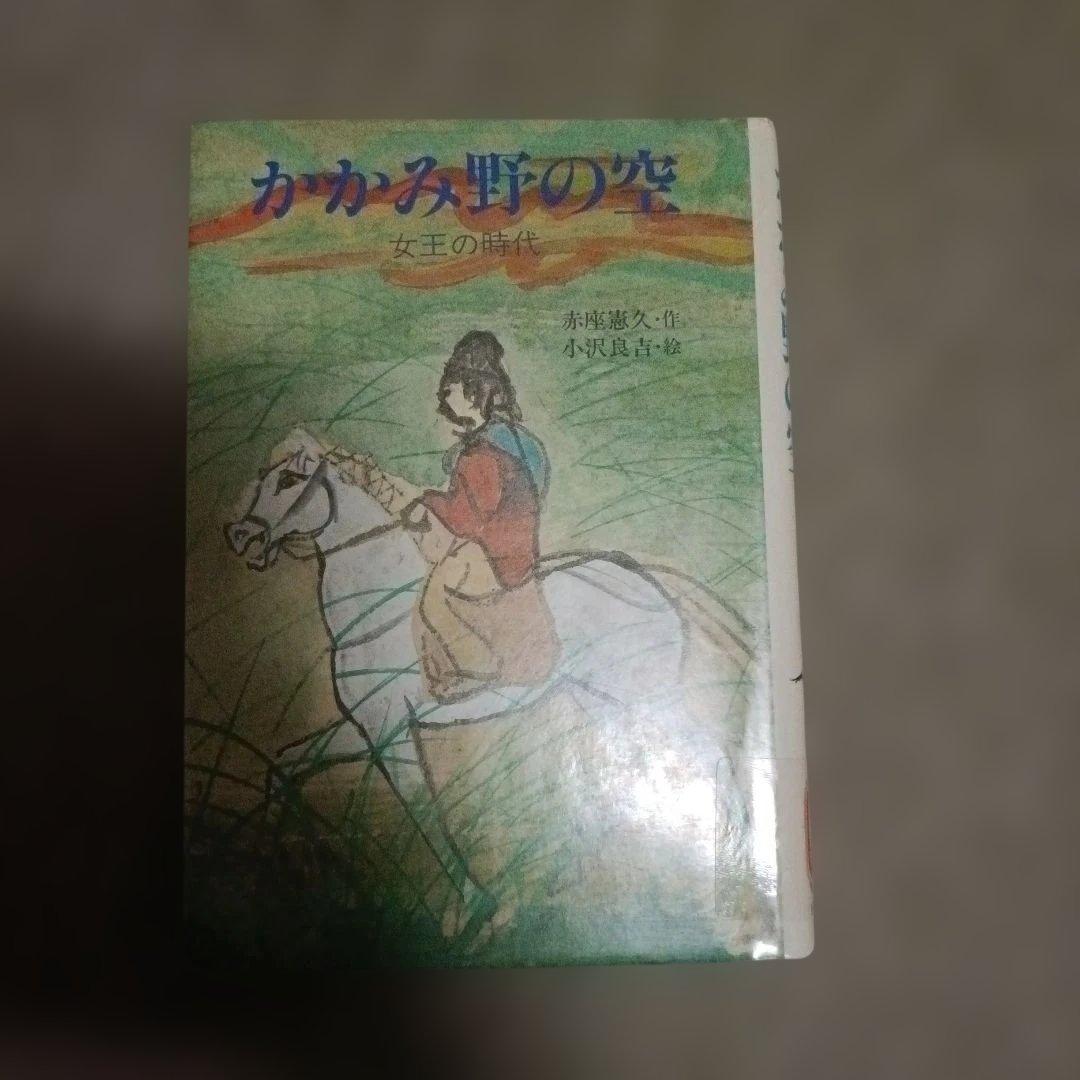 かかみ野の空
女王の時代
赤座憲久・作
小沢良吉・絵